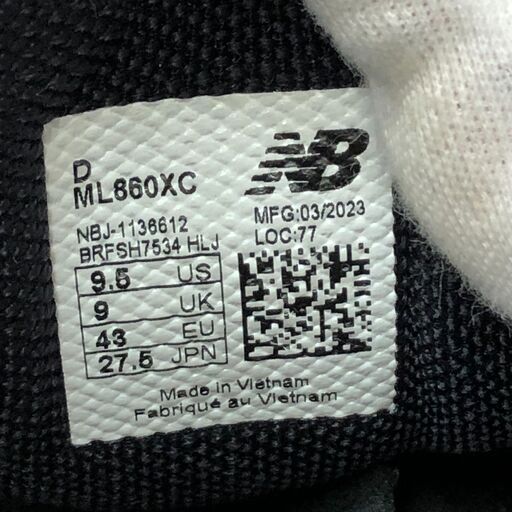 D
ML860XC
NB
NBJ-1136612
BRFSH7534 HLJ
MFG:03/2023
LOC:77
9.5 US
9 UK
43 EU
27.5 JPN
Made in Vietnam
Fabriqué au Vietnam